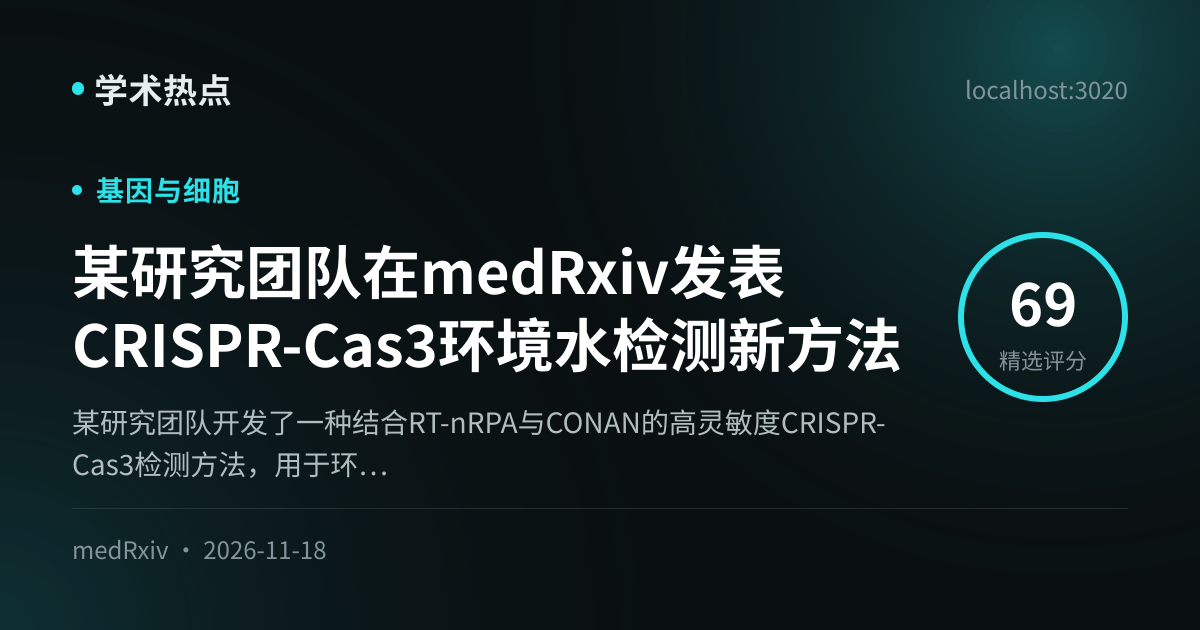 学术热点
localhost:3020
基因与细胞
某研究团队在medRxiv发表
CRISPR-Cas3环境水检测新方法
69
精选评分
某研究团队开发了一种结合RT-nRPA与CONAN的高灵敏度CRISPR-
Cas3检测方法，用于环…
medRxiv • 2026-11-18